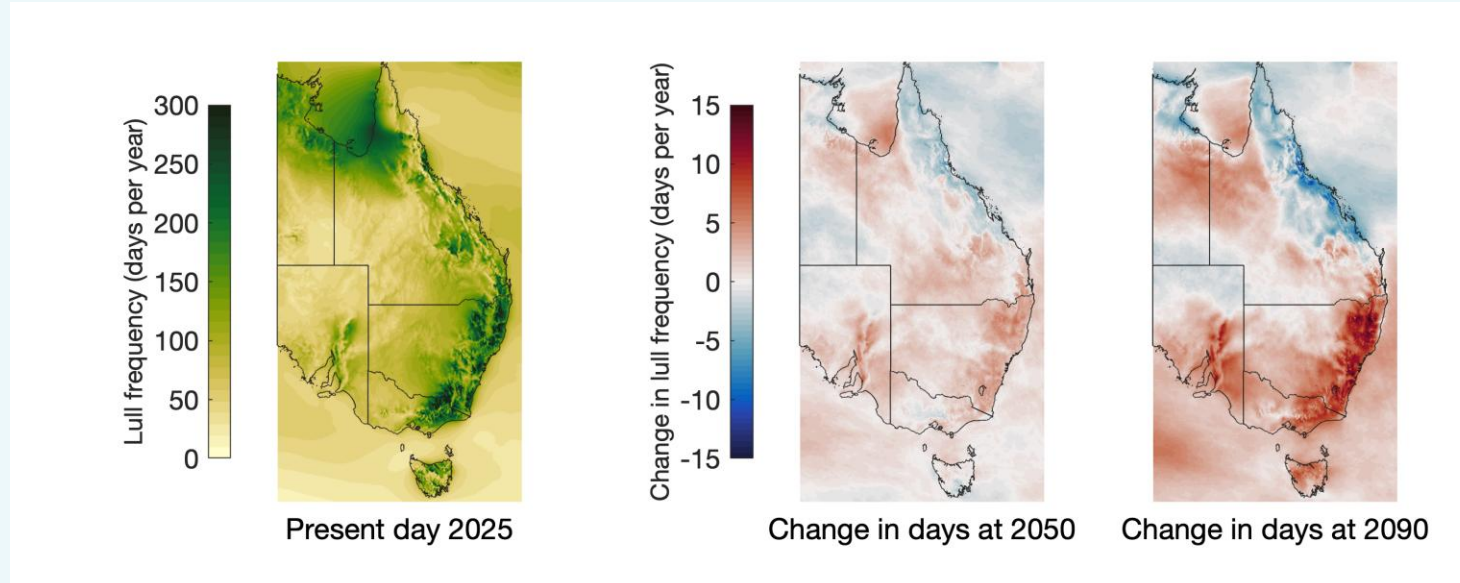 Lull frequency (days per year)
300
250
200
150
100
50
0
Present day 2025
Change in lull frequency (days per year)
15
10
5
0
-5
-10
-15
Change in days at 2050
Change in days at 2090